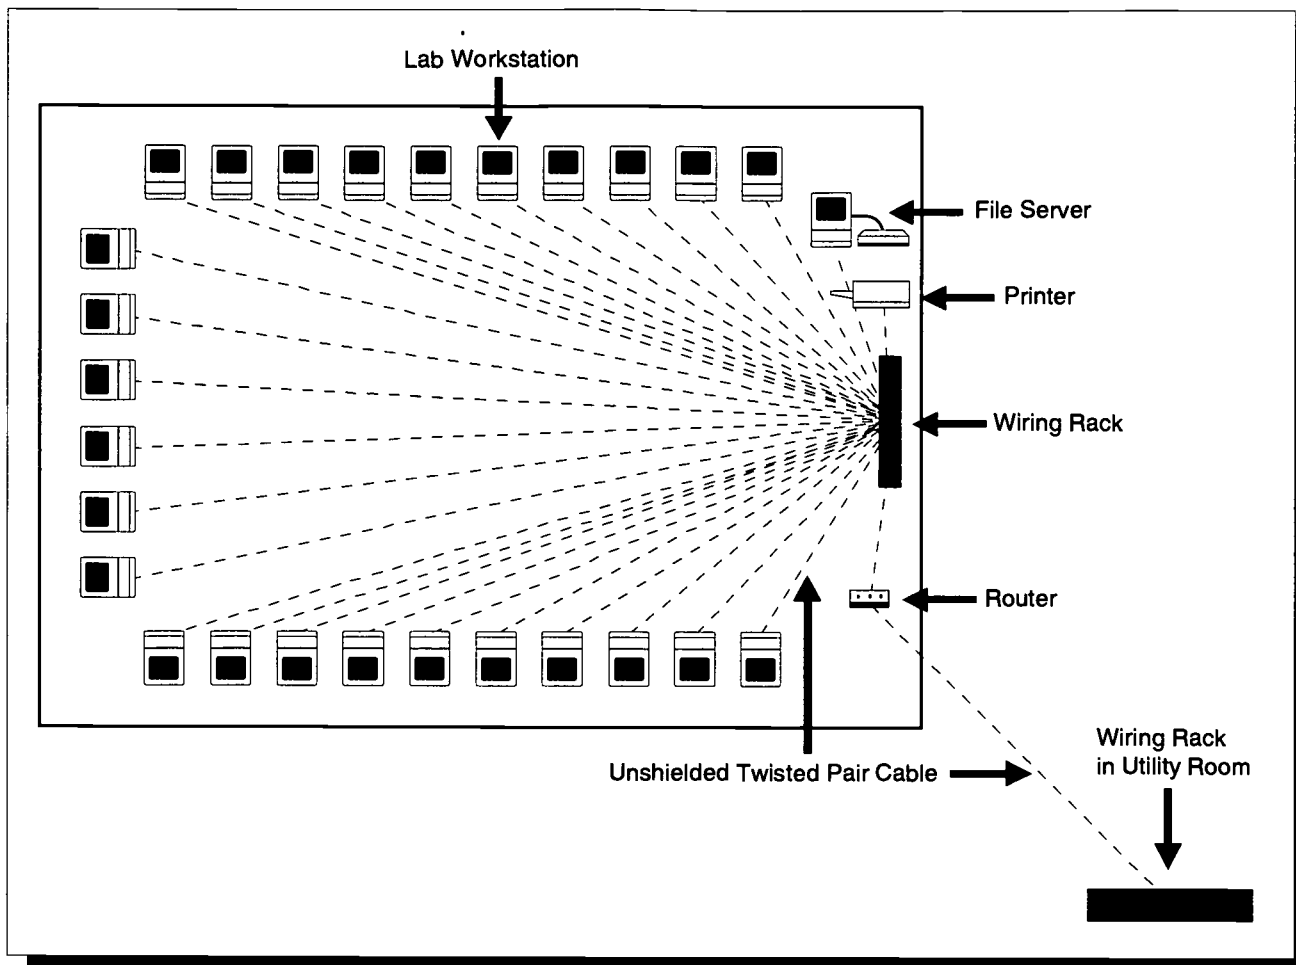 Lab Workstation
File Server
Printer
Wiring Rack
Router
Unshielded Twisted Pair Cable
Wiring Rack
in Utility Room